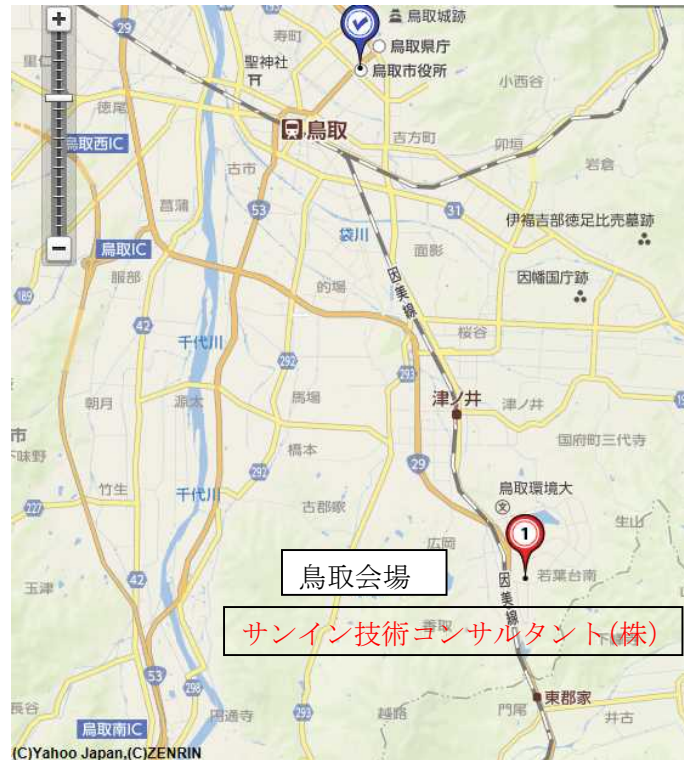 鳥取城跡
29
寿町
鳥取県庁
里仁
聖神社
鳥取市役所
小西谷
徳尾
鳥取
鳥取西IC
吉方町
卯垣
古市
岩倉
菖蒲
53
31
袋川
伊福吉部徳足比売墓跡
鳥取IC
面影
服部
因美線
因幡国庁跡
189
的場
42
千代川
桜谷
292
293
津ノ井
津ノ井
朝月
源太
馬場
国府町三代寺
市
下味野
橋本
29
292
竹生
千代川
鳥取環境大
227
古郡家
文
生山
広岡
1
鳥取会場
若葉台南
玉津
42
因美線
サンイン技術コンサルタント(株)
香取
53
298
東郡家
長谷
円通寺
293
越路
門尾
井古
鳥取南IC
(C)Yahoo Japan,(C)ZENRIN